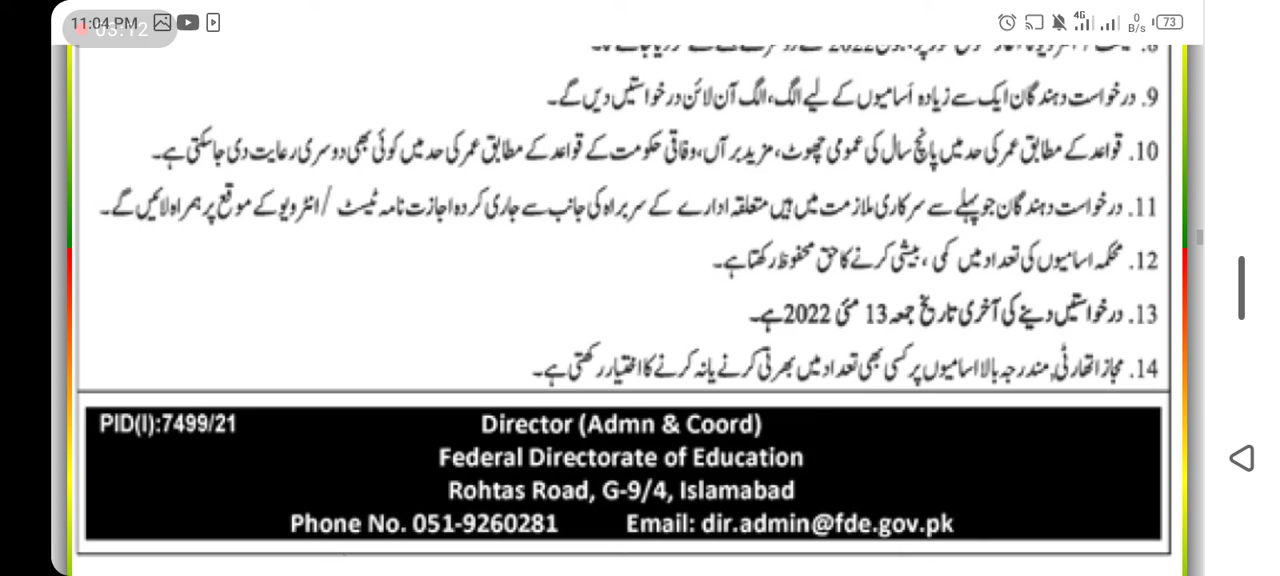 11:04 PM
03:12
4G
0 B/s
73
9. درخواست دہندگان ایک سے زیادہ اسامیوں کے لیے الگ، الگ آن لائن درخواستیں دیں گے۔
10. قواعد کے مطابق عمر کی حد میں پانچ سال کی عمومی چھوٹ، مزید برآں، وفاقی حکومت کے قواعد کے مطابق عمر کی حد میں کوئی بھی دوسری رعایت دی جاسکتی ہے۔
11. درخواست دہندگان جو پہلے سے سرکاری ملازمت میں ہیں متعلقہ ادارے کے سربراہ کی جانب سے جاری کردہ اجازت نامہ ٹیسٹ / انٹرویو کے موقع پر ہمراہ لائیں گے۔
12. محکمہ اسامیوں کی تعداد میں کمی، بیشی کرنے کا حق محفوظ رکھتا ہے۔
13. درخواستیں دینے کی آخری تاریخ جمعہ 13 مئی 2022 ہے۔
14. مجاز اتھارٹی، مندرجہ بالا اسامیوں پر کسی بھی تعداد میں بھرتی کرنے یا نہ کرنے کا اختیار رکھتی ہے۔
PID(I):7499/21
Director (Admn & Coord)
Federal Directorate of Education
Rohtas Road, G-9/4, Islamabad
Phone No. 051-9260281 Email: dir.admin@fde.gov.pk